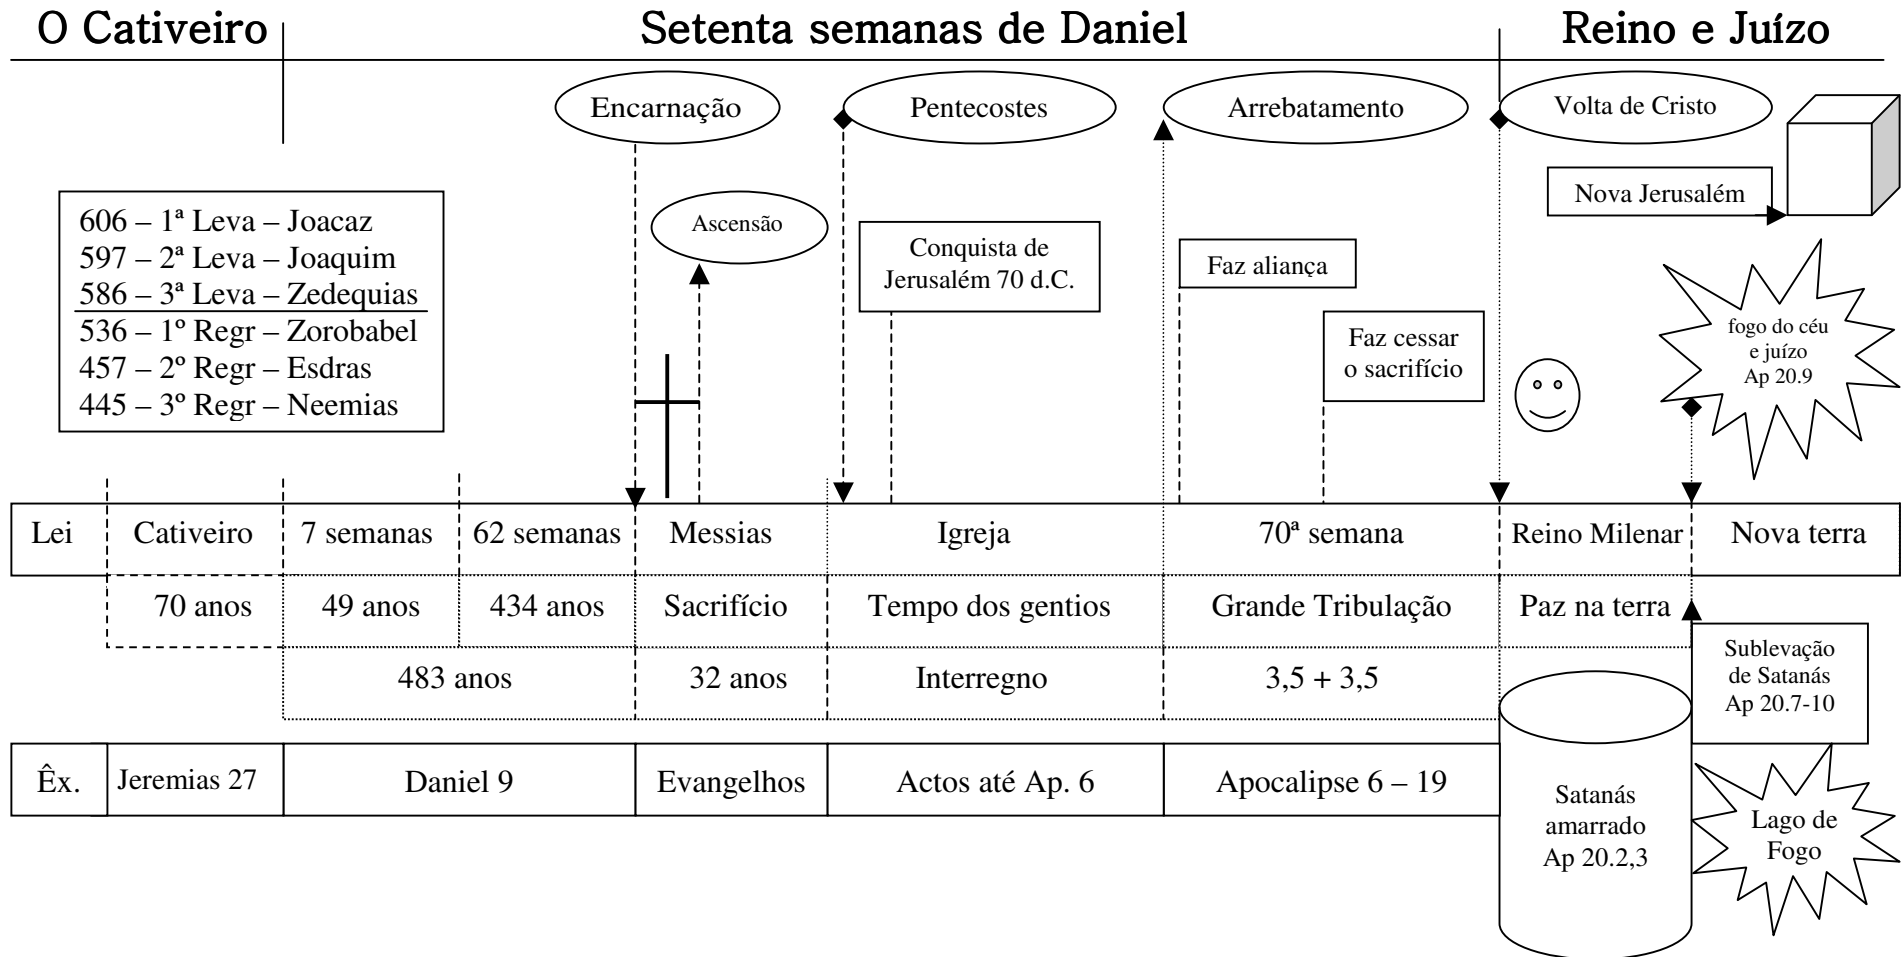 O Cativeiro
Setenta semanas de Daniel
Reino e Juízo
Encarnação
Pentecostes
Arrebatamento
Volta de Cristo
Nova Jerusalém
606 – 1ª Leva – Joacaz
597 – 2ª Leva – Joaquim
586 – 3ª Leva – Zedequias
536 – 1º Regr – Zorobabel
457 – 2º Regr – Esdras
445 – 3º Regr – Neemias
Ascensão
Conquista de
Jerusalém 70 d.C.
Faz aliança
Faz cessar
o sacrifício
fogo do céu
e juízo
Ap 20.9
Lei
Cativeiro
7 semanas
62 semanas
Messias
Igreja
70ª semana
Reino Milenar
Nova terra
70 anos
49 anos
434 anos
Sacrifício
Tempo dos gentios
Grande Tribulação
Paz na terra
483 anos
32 anos
Interregno
3,5 + 3,5
Sublevação
de Satanás
Ap 20.7-10
Êx.
Jeremias 27
Daniel 9
Evangelhos
Actos até Ap. 6
Apocalipse 6 – 19
Satanás
amarrado
Ap 20.2,3
Lago de
Fogo